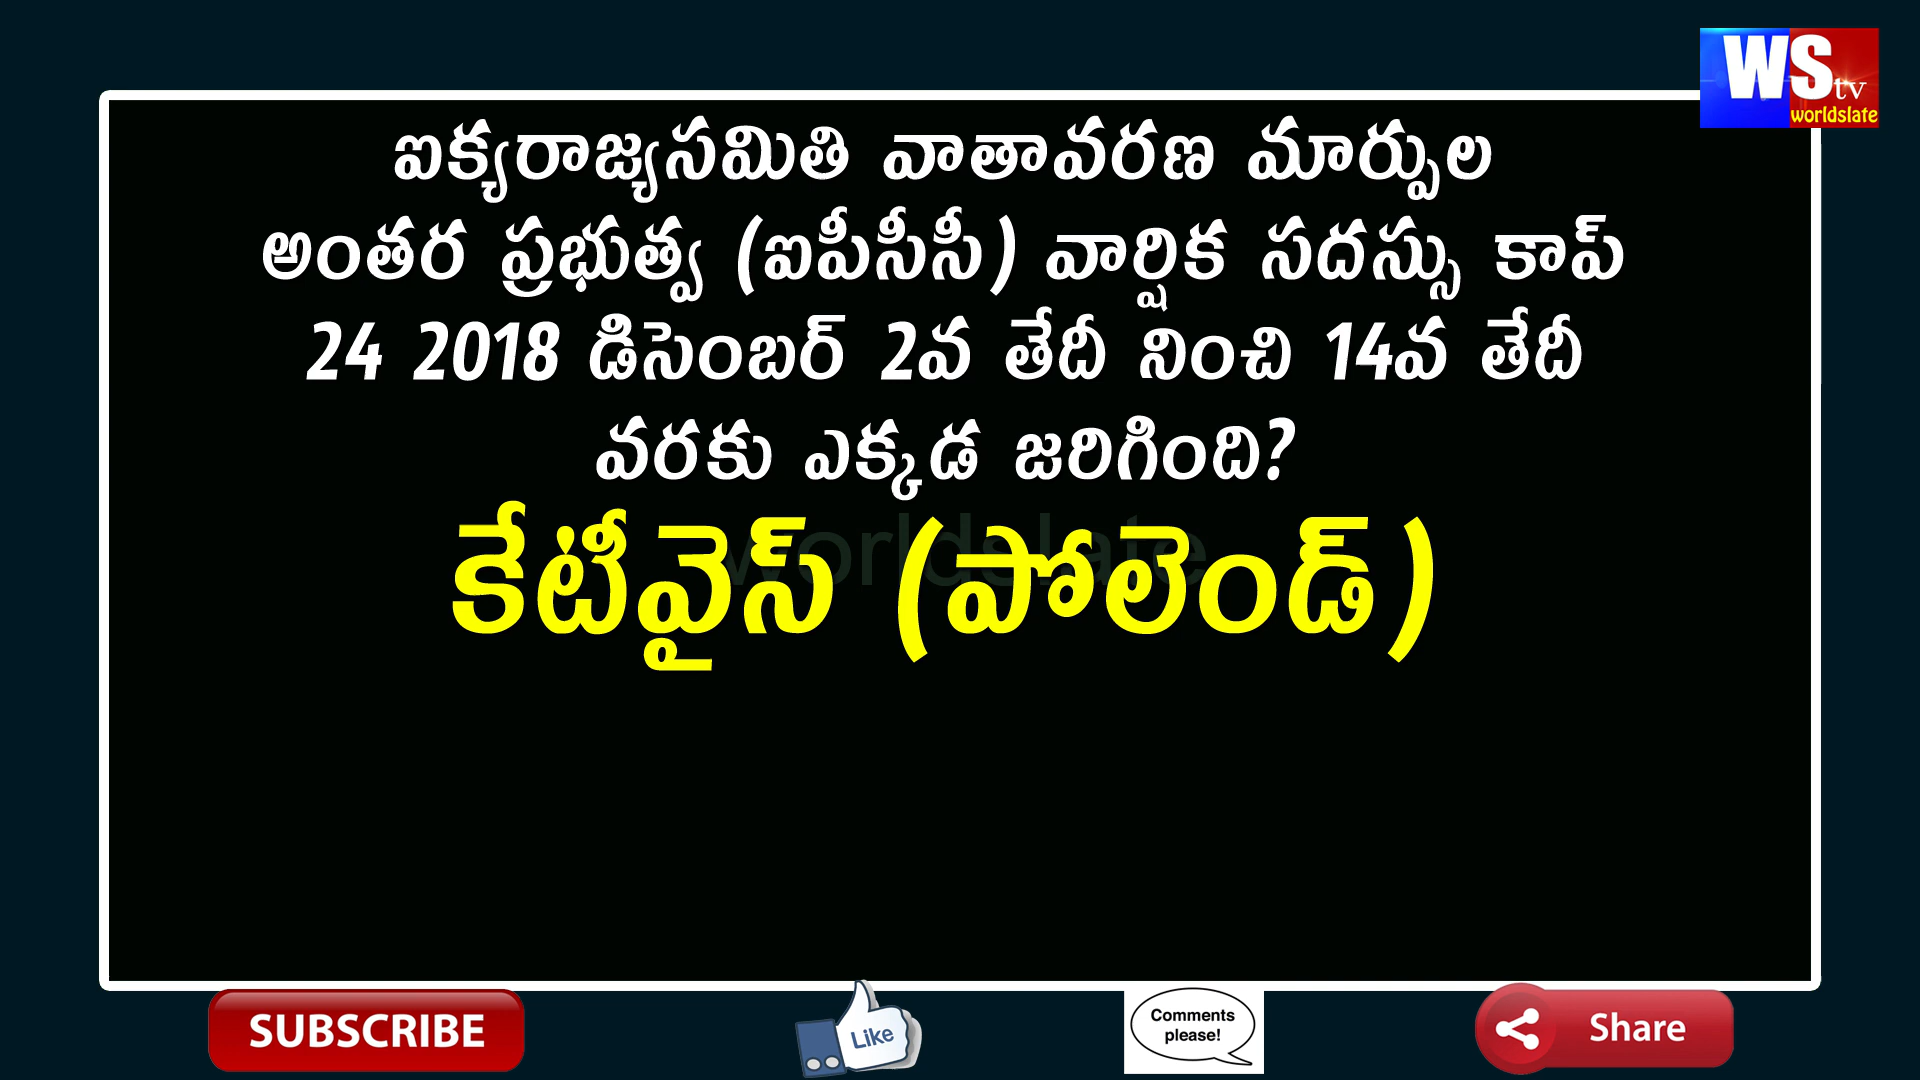 WS tv
worldslate
ఐక్యరాజ్యసమితి వాతావరణ మార్పుల
అంతర ప్రభుత్వ (ఐపీసీసీ) వార్షిక సదస్సు కాప్
24 2018 డిసెంబర్ 2వ తేదీ నించి 14వ తేదీ
వరకు ఎక్కడ జరిగింది?
worldslate
కేటీవైస్ (పోలెండ్)
SUBSCRIBE
Like
Comments
please!
Share